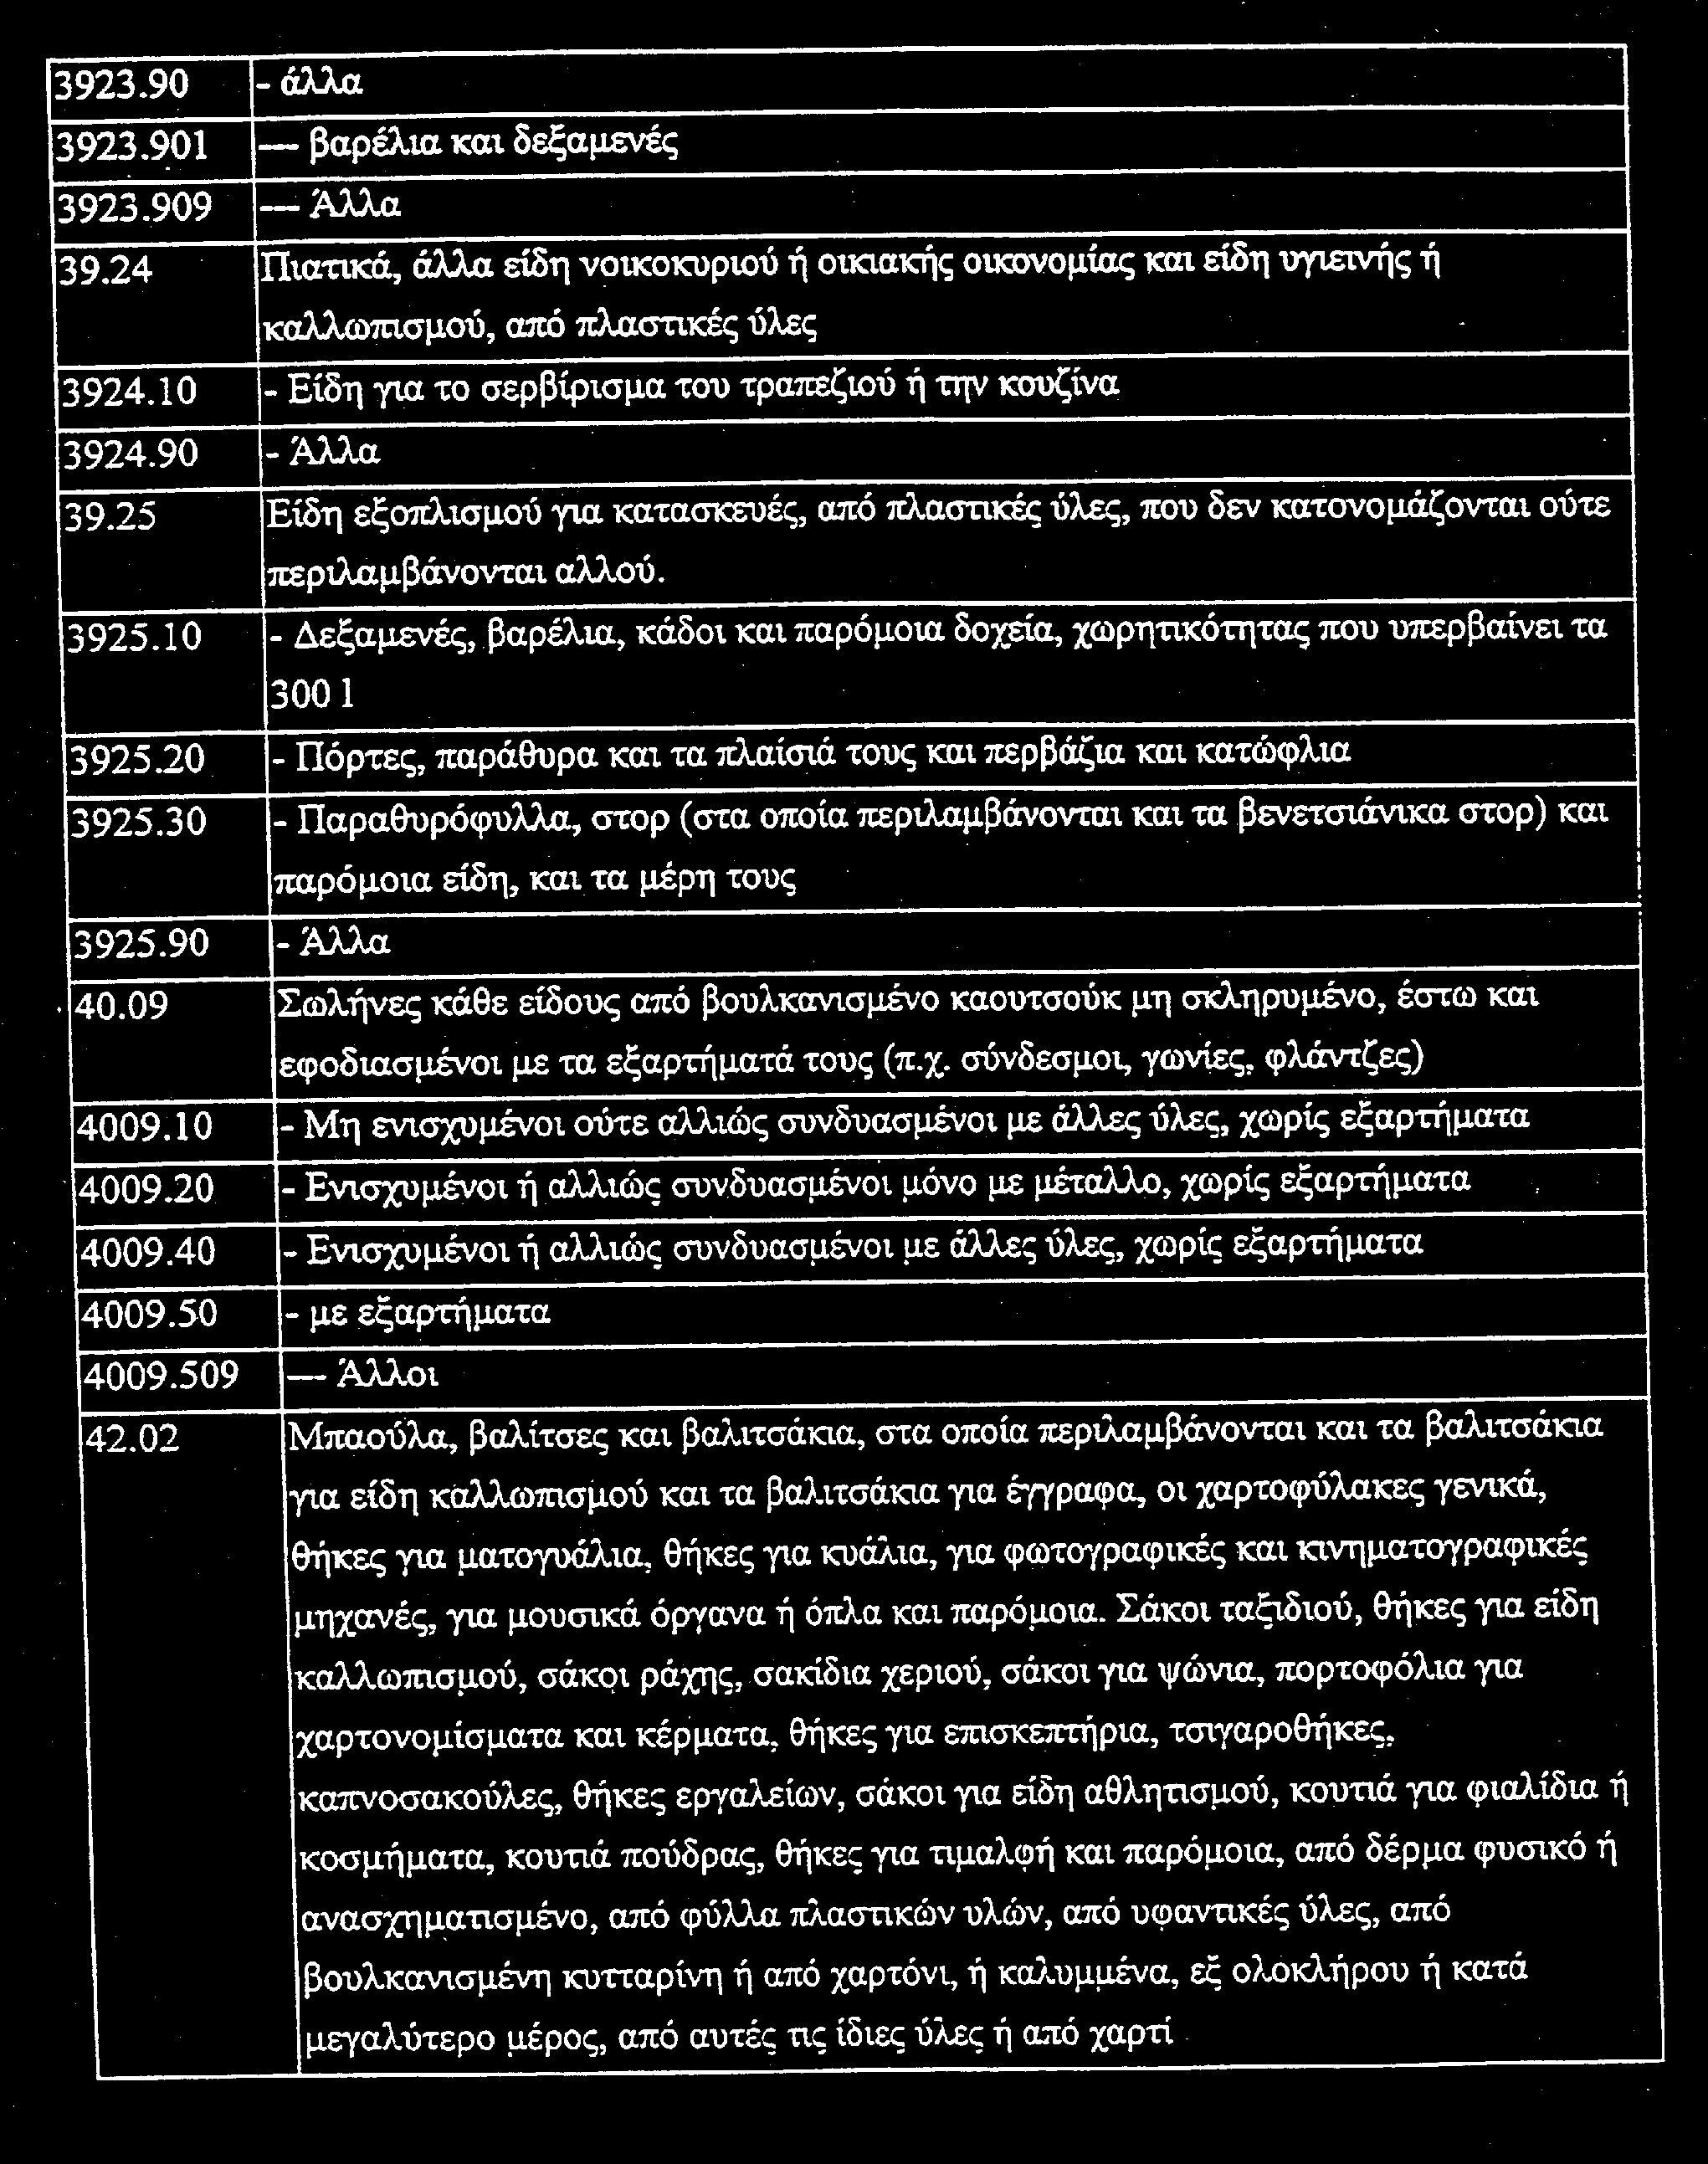 3923.90 - άλλα
3923.901 — βαρέλια και δεξαμενές
3923.909 — Άλλα
39.24 Πιατικά, άλλα είδη νοικοκυριού ή οικιακής οικονομίας και είδη υγιεινής ή
καλλωπισμού, από πλαστικές ύλες
3924.10 - Είδη για το σερβίρισμα του τραπεζιού ή την κουζίνα
3924.90 - Άλλα
39.25 Είδη εξοπλισμού για κατασκευές, από πλαστικές ύλες, που δεν κατονομάζονται ούτε
περιλαμβάνονται αλλού.
3925.10 - Δεξαμενές, βαρέλια, κάδοι και παρόμοια δοχεία, χωρητικότητας που υπερβαίνει τα
300 l
3925.20 - Πόρτες, παράθυρα και τα πλαίσιά τους και περβάζια και κατώφλια
3925.30 - Παραθυρόφυλλα, στορ (στα οποία περιλαμβάνονται και τα βενετσιάνικα στορ) και
παρόμοια είδη, και τα μέρη τους
3925.90 - Άλλα
40.09 Σωλήνες κάθε είδους από βουλκανισμένο καουτσούκ μη σκληρυμένο, έστω και
εφοδιασμένοι με τα εξαρτήματά τους (π.χ. σύνδεσμοι, γωνίες, φλάντζες)
4009.10 - Μη ενισχυμένοι ούτε αλλιώς συνδυασμένοι με άλλες ύλες, χωρίς εξαρτήματα
4009.20 - Ενισχυμένοι ή αλλιώς συνδυασμένοι μόνο με μέταλλο, χωρίς εξαρτήματα
4009.40 - Ενισχυμένοι ή αλλιώς συνδυασμένοι με άλλες ύλες, χωρίς εξαρτήματα
4009.50 - με εξαρτήματα
4009.509 — Άλλοι
42.02 Μπαούλα, βαλίτσες και βαλιτσάκια, στα οποία περιλαμβάνονται και τα βαλιτσάκια
για είδη καλλωπισμού και τα βαλιτσάκια για έγγραφα, οι χαρτοφύλακες γενικά,
θήκες για ματογυάλια, θήκες για κυάλια, για φωτογραφικές και κινηματογραφικές
μηχανές, για μουσικά όργανα ή όπλα και παρόμοια. Σάκοι ταξιδιού, θήκες για είδη
καλλωπισμού, σάκοι ράχης, σακίδια χεριού, σάκοι για ψώνια, πορτοφόλια για
χαρτονομίσματα και κέρματα, θήκες για επισκεπτήρια, τσιγαροθήκες,
καπνοσακούλες, θήκες εργαλείων, σάκοι για είδη αθλητισμού, κουτιά για φιαλίδια ή
κοσμήματα, κουτιά πούδρας, θήκες για τιμαλφή και παρόμοια, από δέρμα φυσικό ή
ανασχηματισμένο, από φύλλα πλαστικών υλών, από υφαντικές ύλες, από
βουλκανισμένη κυτταρίνη ή από χαρτόνι, ή καλυμμένα, εξ ολοκλήρου ή κατά
μεγαλύτερο μέρος, από αυτές τις ίδιες ύλες ή από χαρτί